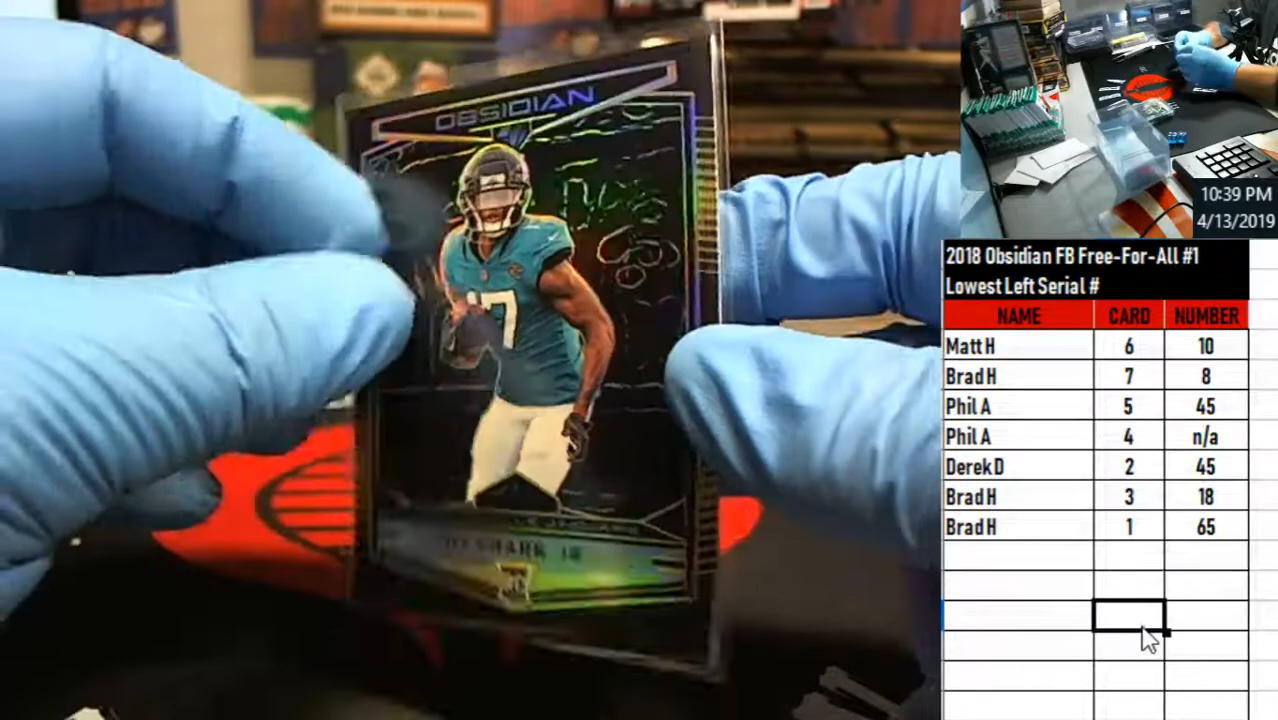 OBSIDIAN
17
10:39 PM
4/13/2019
2018 Obsidian FB Free-For-All #1
Lowest Left Serial #
NAME CARD NUMBER
Matt H 6 10
Brad H 7 8
Phil A 5 45
Phil A 4 n/a
Derek D 2 45
Brad H 3 18
Brad H 1 65